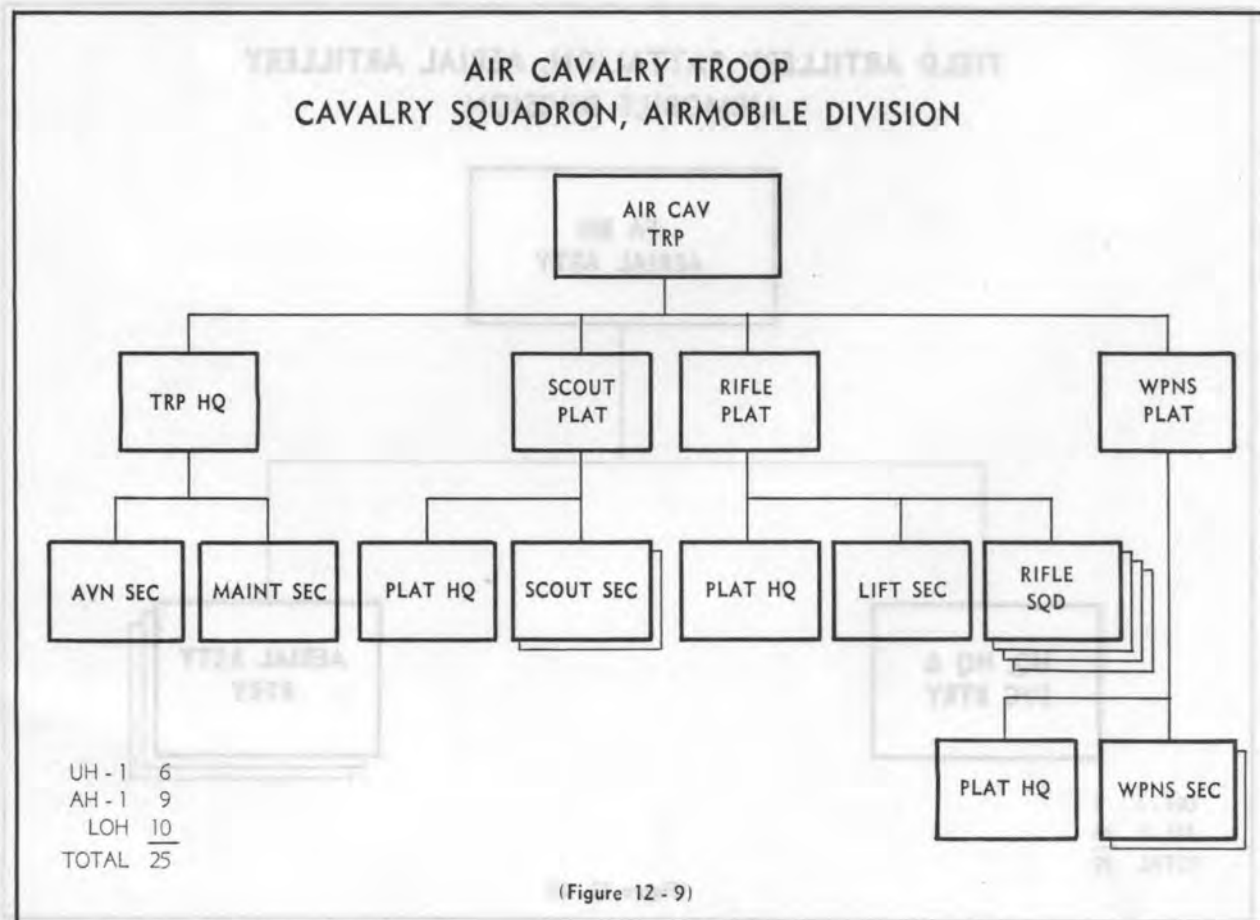 AIR CAVALRY TROOP
CAVALRY SQUADRON, AIRMOBILE DIVISION
AIR CAV
TRP
TRP HQ
SCOUT
PLAT
RIFLE
PLAT
WPNS
PLAT
AVN SEC
MAINT SEC
PLAT HQ
SCOUT SEC
PLAT HQ
LIFT SEC
RIFLE
SQD
PLAT HQ
WPNS SEC
UH - 1 6
AH - 1 9
LOH 10
TOTAL 25
(Figure 12 - 9)